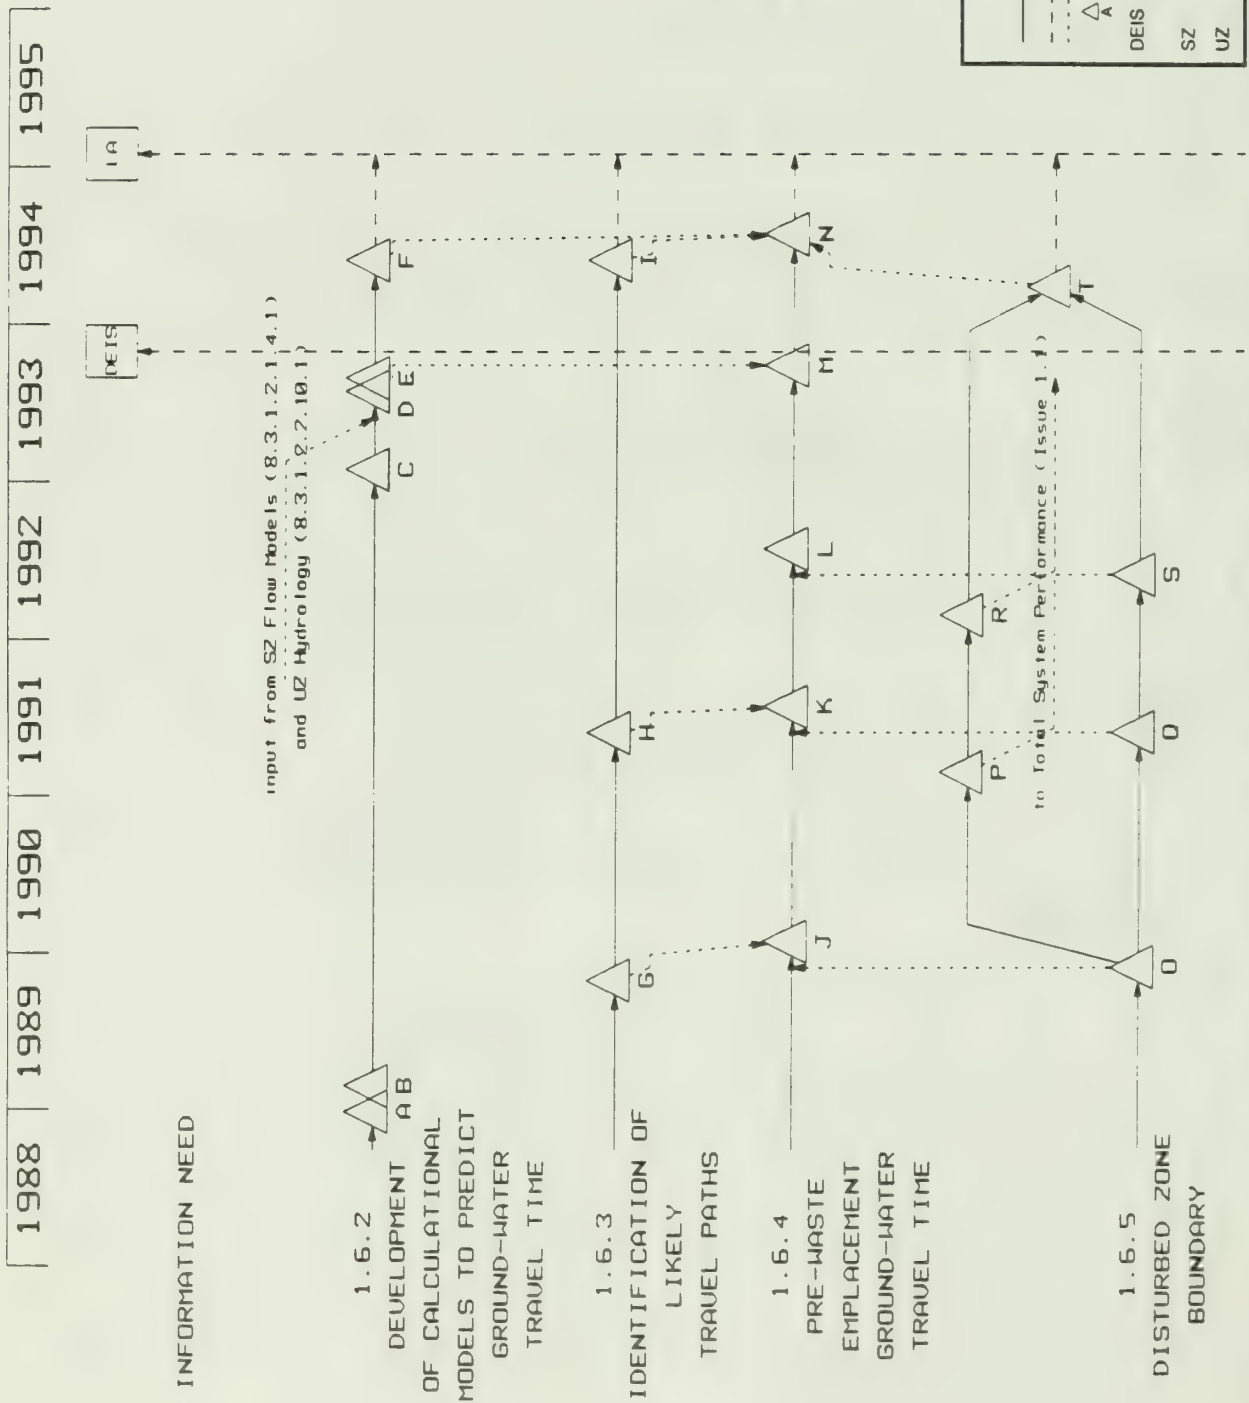 1988 | 1989 | 1990 | 1991 | 1992 | 1993 | 1994 | 1995
INFORMATION NEED
DEIS
LA
1.6.2
DEVELOPMENT
OF CALCULATIONAL
MODELS TO PREDICT
GROUND-WATER
TRAVEL TIME
A B
C
D E
F
input from SZ Flow Models (8.3.1.2.1.4.1)
and UZ Hydrology (8.3.1.2.2.10.1)
1.6.3
IDENTIFICATION OF
LIKELY
TRAVEL PATHS
G
H
I
1.6.4
PRE-WASTE
EMPLACEMENT
GROUND-WATER
TRAVEL TIME
J
K
L
M
N
P
R
T
to Total System Performance (Issue 1.1)
1.6.5
DISTURBED ZONE
BOUNDARY
O
Q
S
A
DEIS
SZ
UZ